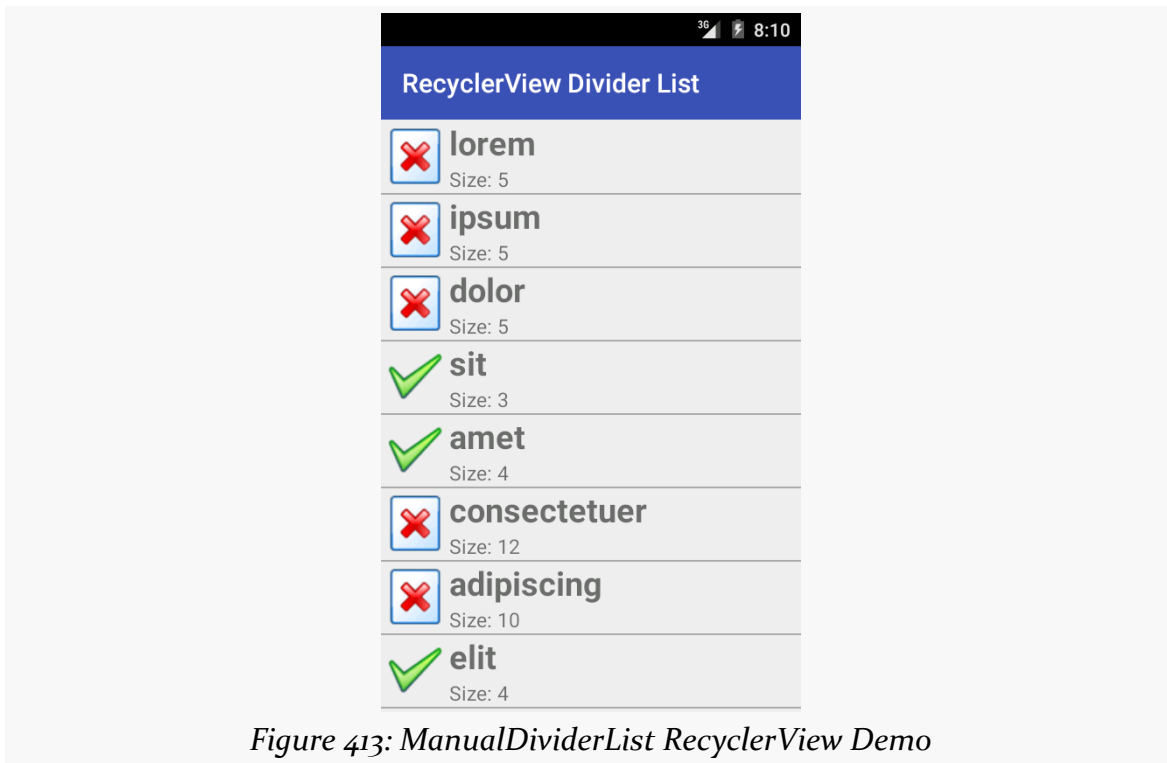 3G 8:10
RecyclerView Divider List
lorem
Size: 5
ipsum
Size: 5
dolor
Size: 5
sit
Size: 3
amet
Size: 4
consectetuer
Size: 12
adipiscing
Size: 10
elit
Size: 4
Figure 413: ManualDividerList RecyclerView Demo